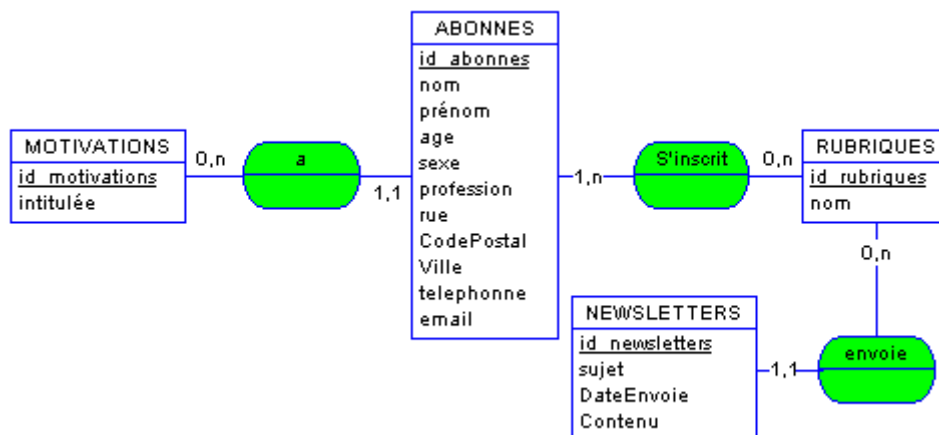 MOTIVATIONS
id_motivations
intitulée
0,n
a
1,1
ABONNES
id_abonnes
nom
prénom
age
sexe
profession
rue
CodePostal
Ville
telephonne
email
1,n
S'inscrit
0,n
RUBRIQUES
id_rubriques
nom
0,n
envoie
1,1
NEWSLETTERS
id_newsletters
sujet
DateEnvoie
Contenu